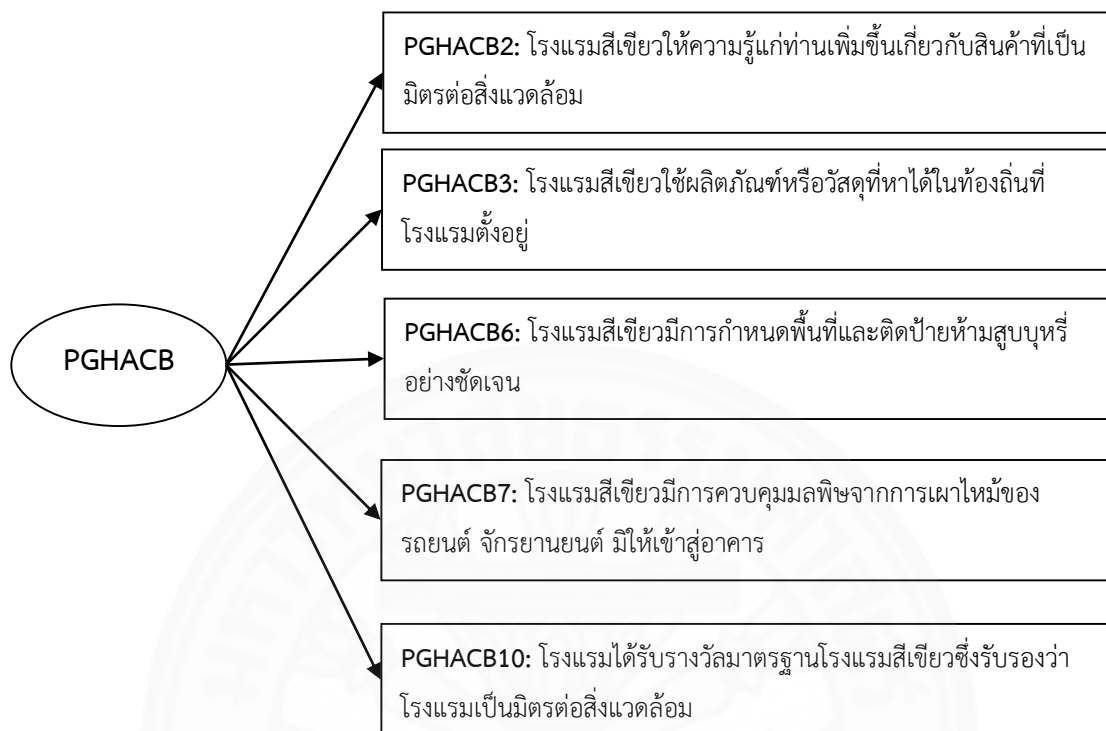 PGHACB2: โรงแรมสีเขียวให้ความรู้แก่ท่านเพิ่มขึ้นเกี่ยวกับสินค้าที่เป็น
มิตรต่อสิ่งแวดล้อม
PGHACB3: โรงแรมสีเขียวใช้ผลิตภัณฑ์หรือวัสดุที่หาได้ในท้องถิ่นที่
โรงแรมตั้งอยู่
PGHACB
PGHACB6: โรงแรมสีเขียวมีการกำหนดพื้นที่และติดป้ายห้ามสูบบุหรี่
อย่างชัดเจน
PGHACB7: โรงแรมสีเขียวมีการควบคุมมลพิษจากการเผาไหม้ของ
รถยนต์ จักรยานยนต์ มิให้เข้าสู่อาคาร
PGHACB10: โรงแรมได้รับรางวัลมาตรฐานโรงแรมสีเขียวซึ่งรับรองว่า
โรงแรมเป็นมิตรต่อสิ่งแวดล้อม